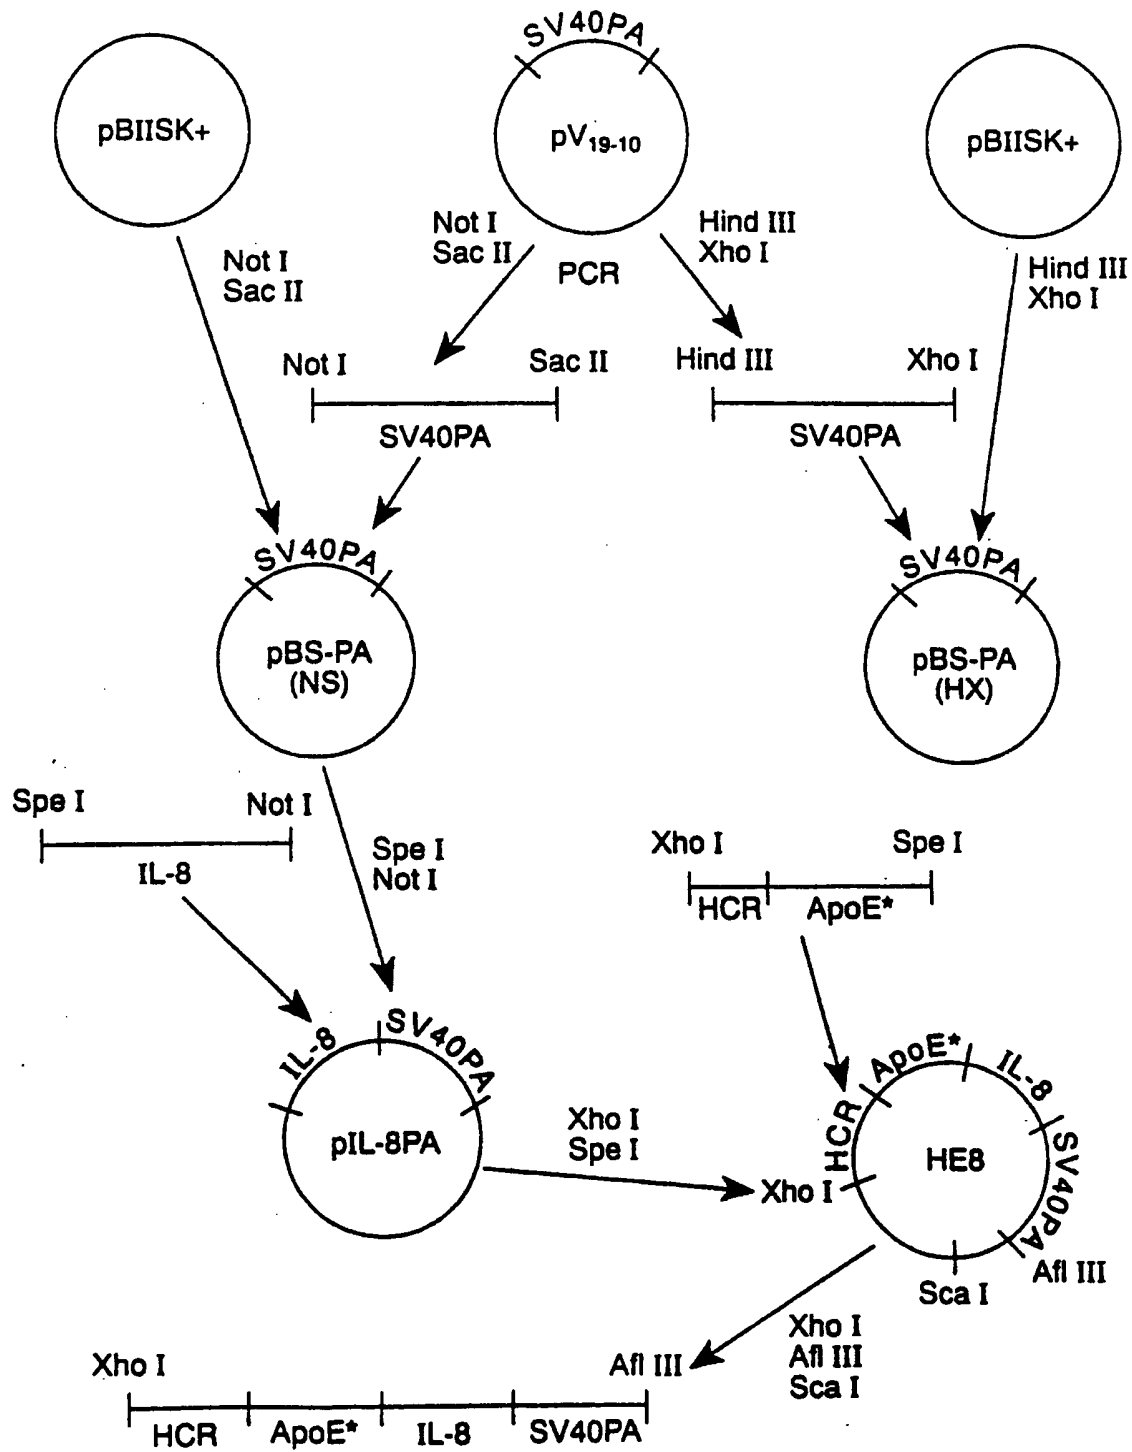 SV40PA
pBIISK+
pV19-10
pBIISK+
Not I
Sac II
Hind III
Xho I
PCR
Not I
Sac II
Hind III
Xho I
Not I
Sac II
Hind III
Xho I
SV40PA
SV40PA
SV40PA
SV40PA
pBS-PA
(NS)
pBS-PA
(HX)
Spe I
Not I
IL-8
Spe I
Not I
Xho I
Spe I
HCR
ApoE*
IL-8
SV40PA
pIL-8PA
Xho I
Spe I
HCR
ApoE*
IL-8
SV40PA
HE8
Xho I
Sca I
Afl III
Xho I
Afl III
Sca I
Xho I
Afl III
HCR
ApoE*
IL-8
SV40PA